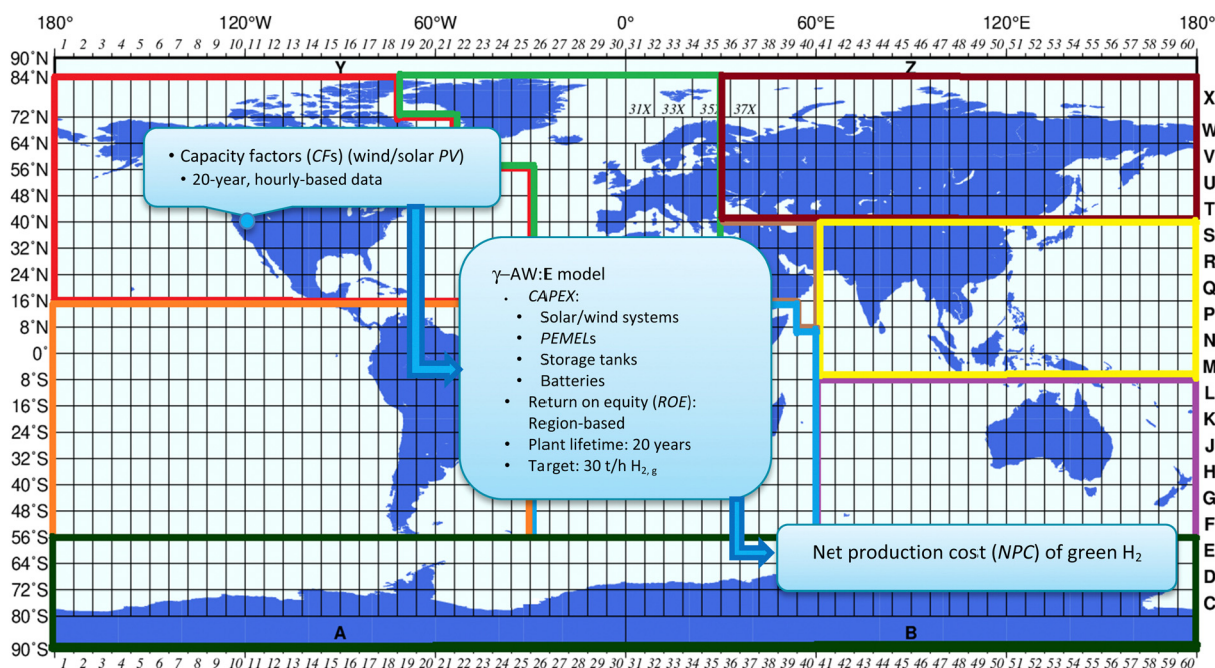 180° 120°W 60°W 0° 60°E 120°E 180°
1 2 3 4 5 6 7 8 9 10 11 12 13 14 15 16 17 18 19 20 21 22 23 24 25 26 27 28 29 30 31 32 33 34 35 36 37 38 39 40 41 42 43 44 45 46 47 48 49 50 51 52 53 54 55 56 57 58 59 60
90°N
Y Z
84°N
X
31X 33X 35 37X
72°N
W
64°N
V
56°N
U
48°N
T
40°N
S
32°N
R
24°N
Q
16°N
P
8°N
N
0°
M
8°S
L
16°S
K
24°S
J
32°S
H
40°S
G
48°S
F
56°S
E
64°S
D
72°S
C
80°S
A B
90°S
• Capacity factors (CFs) (wind/solar PV)
• 20-year, hourly-based data
γ–AW:E model
• CAPEX:
• Solar/wind systems
• PEMELs
• Storage tanks
• Batteries
• Return on equity (ROE):
Region-based
• Plant lifetime: 20 years
• Target: 30 t/h H2, g
Net production cost (NPC) of green H2
1 2 3 4 5 6 7 8 9 10 11 12 13 14 15 16 17 18 19 20 21 22 23 24 25 26 27 28 29 30 31 32 33 34 35 36 37 38 39 40 41 42 43 44 45 46 47 48 49 50 51 52 53 54 55 56 57 58 59 60